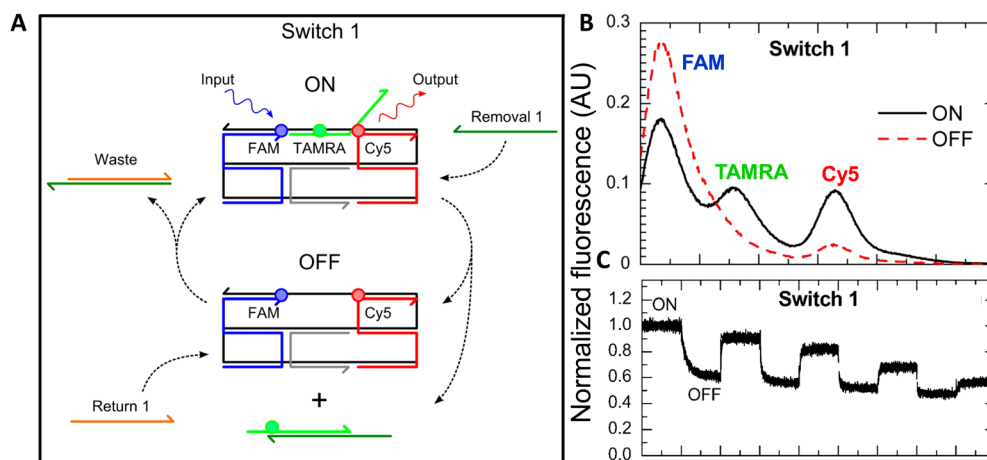 A
Switch 1
ON
Input
Output
FAM
TAMRA
Cy5
Removal 1
Waste
OFF
FAM
Cy5
Return 1
+
B
Normalized fluorescence (AU)
0.3
0.2
0.1
0
Switch 1
FAM
TAMRA
Cy5
ON
OFF
C
1.2
1.0
0.8
0.6
0.4
0.2
0.0
Switch 1
ON
OFF